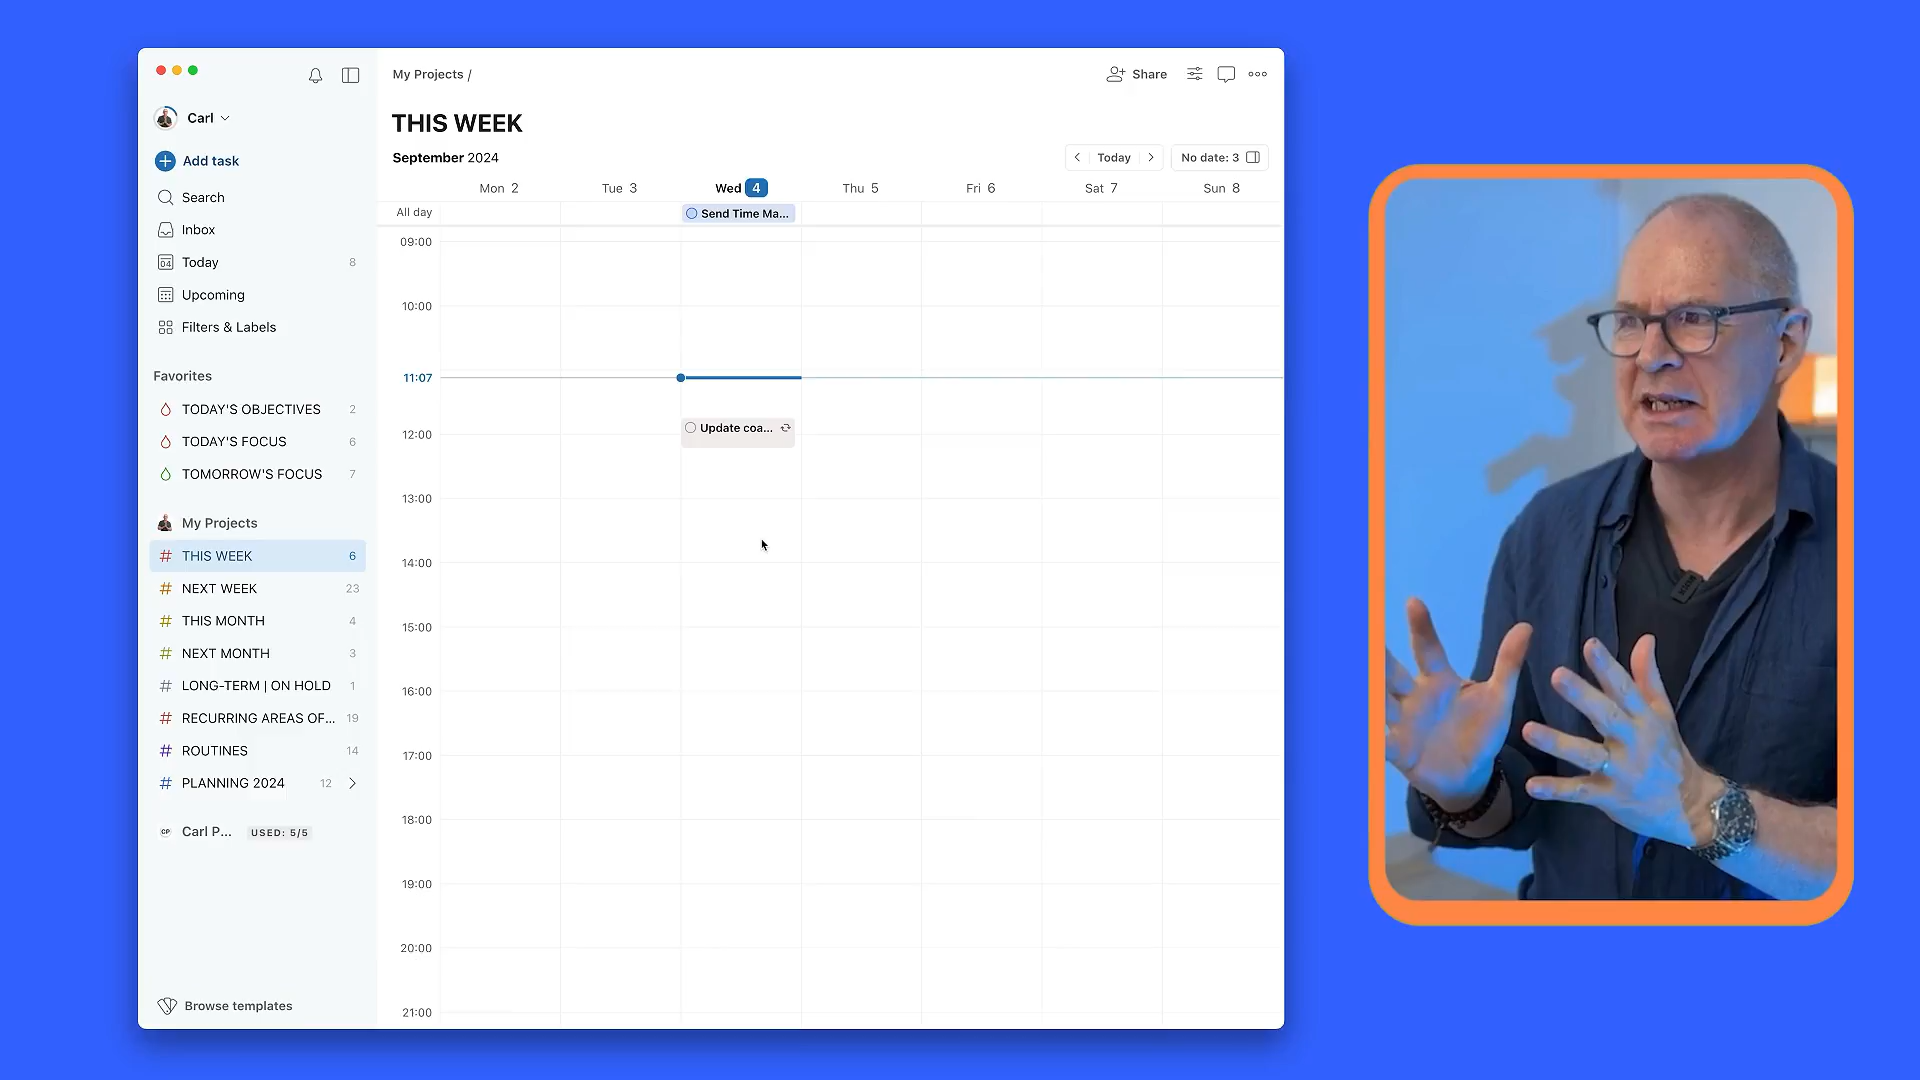 My Projects /
Share
Carl
THIS WEEK
Add task
September 2024
Today
No date: 3
Search
Mon 2
Tue 3
Wed 4
Thu 5
Fri 6
Sat 7
Sun 8
All day
Send Time Ma...
Inbox
04 Today 8
Upcoming
Filters & Labels
Favorites
TODAY'S OBJECTIVES 2
TODAY'S FOCUS 6
TOMORROW'S FOCUS 7
My Projects
# THIS WEEK 6
# NEXT WEEK 23
# THIS MONTH 4
# NEXT MONTH 3
# LONG-TERM | ON HOLD 1
# RECURRING AREAS OF... 19
# ROUTINES 14
# PLANNING 2024 12
CP Carl P... USED: 5/5
Browse templates
09:00
10:00
11:07
Update coa...
12:00
13:00
14:00
15:00
16:00
17:00
18:00
19:00
20:00
21:00